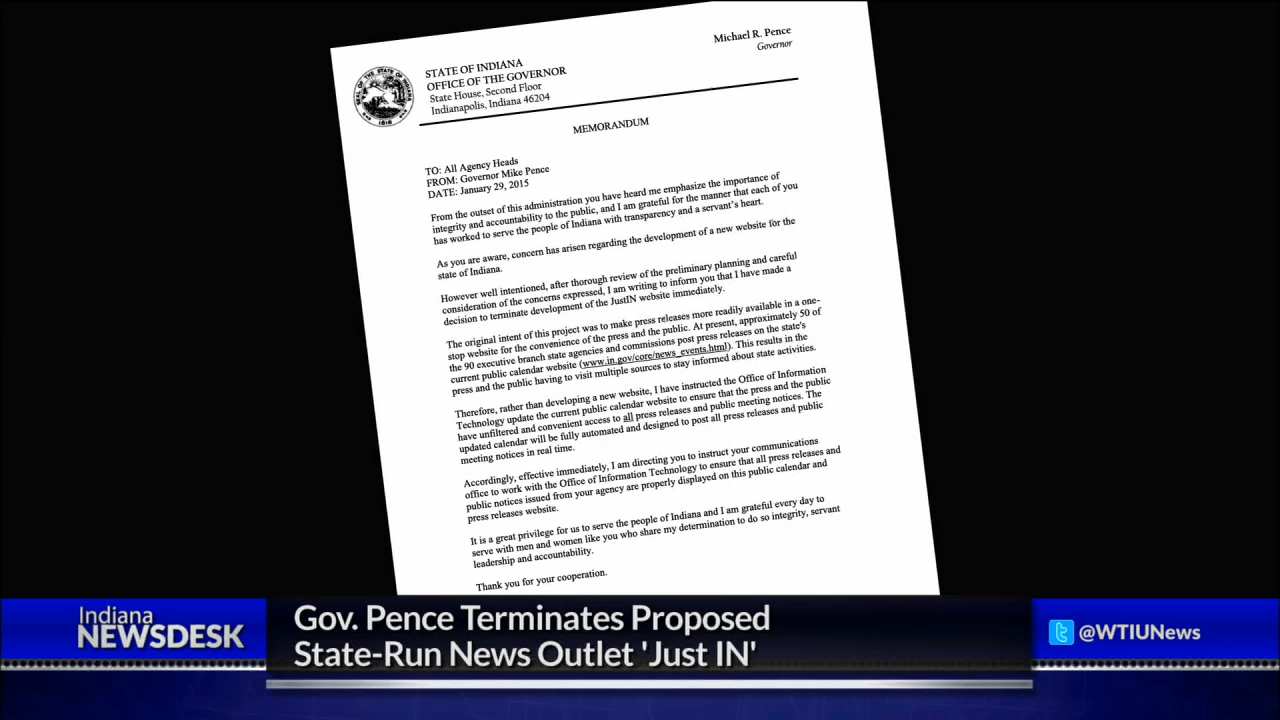 Michael R. Pence
Governor
STATE OF INDIANA
OFFICE OF THE GOVERNOR
State House, Second Floor
Indianapolis, Indiana 46204
MEMORANDUM
TO: All Agency Heads
FROM: Governor Mike Pence
DATE: January 29, 2015
From the outset of this administration you have heard me emphasize the importance of
integrity and accountability to the public, and I am grateful for the manner that each of you
has worked to serve the people of Indiana with transparency and a servant's heart.
As you are aware, concern has arisen regarding the development of a new website for the
state of Indiana.
However well intentioned, after thorough review of the preliminary planning and careful
consideration of the concerns expressed, I am writing to inform you that I have made a
decision to terminate development of the JustIN website immediately.
The original intent of this project was to make press releases more readily available in a one-
stop website for the convenience of the press and the public. At present, approximately 50 of
the 90 executive branch state agencies and commissions post press releases on the state's
current public calendar website (www.in.gov/core/news_events.html). This results in the
press and the public having to visit multiple sources to stay informed about state activities.
Therefore, rather than developing a new website, I have instructed the Office of Information
Technology update the current public calendar website to ensure that the press and the public
have unfiltered and convenient access to all press releases and public meeting notices. The
updated calendar will be fully automated and designed to post all press releases and public
meeting notices in real time.
Accordingly, effective immediately, I am directing you to instruct your communications
office to work with the Office of Information Technology to ensure that all press releases and
public notices issued from your agency are properly displayed on this public calendar and
press releases website.
It is a great privilege for us to serve the people of Indiana and I am grateful every day to
serve with men and women like you who share my determination to do so integrity, servant
leadership and accountability.
Thank you for your cooperation.
Indiana
NEWSDESK
Gov. Pence Terminates Proposed
State-Run News Outlet 'Just IN'
@WTIUNews